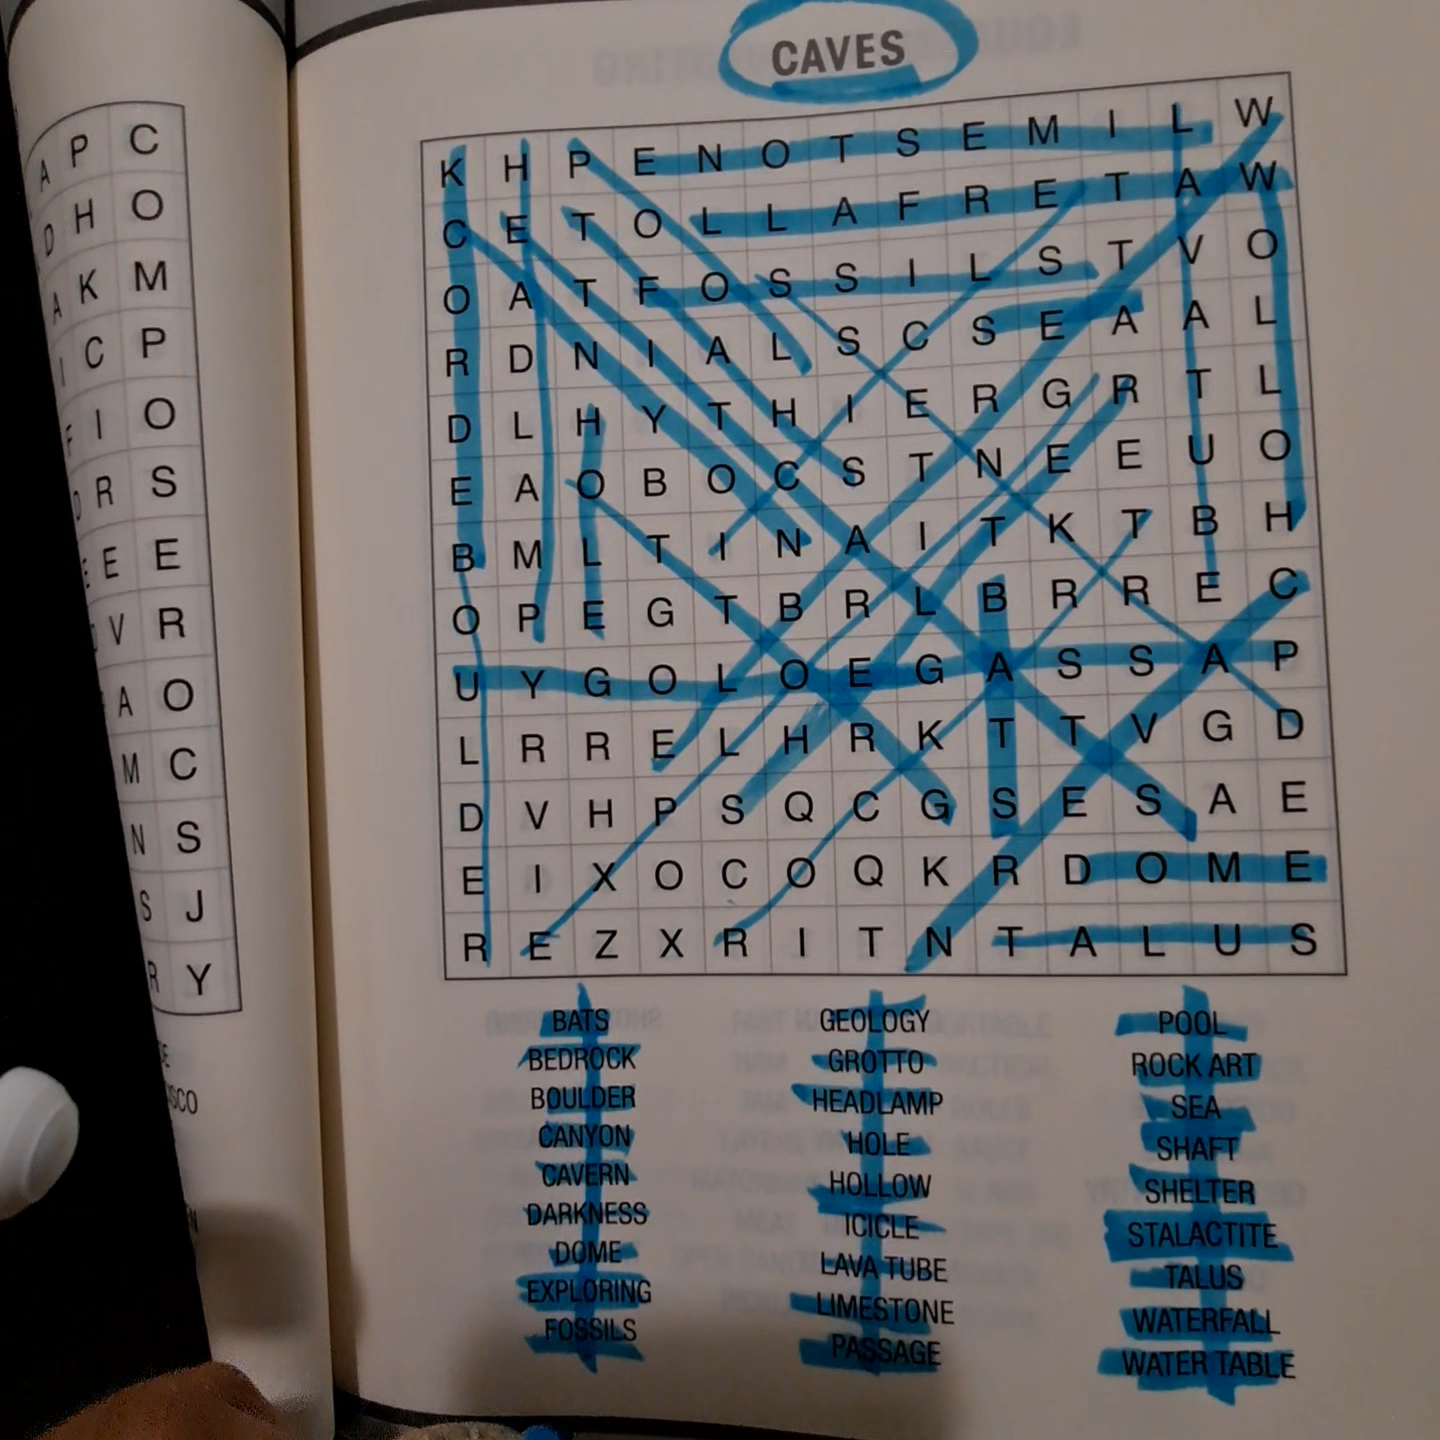 CAVES
K H P E N O T S E M I L W
C E T O L L A F R E T A W
O A T F O S S I L S T V O
R D N I A L S C S E A A L
D L H Y T H I E R G R T L
E A O B O C S T N E E U O
B M L T I N A I T K T B H
O P E G T B R L B R R E C
U Y G O L O E G A S S A P
L R R E L H R K T T V G D
D V H P S Q C G S E S A E
E I X O C O Q K R D O M E
R E Z X R I T N T A L U S
BATS GEOLOGY POOL
BEDROCK GROTTO ROCK ART
BOULDER HEADLAMP SEA
CANYON HOLE SHAFT
CAVERN HOLLOW SHELTER
DARKNESS ICICLE STALACTITE
DOME LAVA TUBE TALUS
EXPLORING LIMESTONE WATERFALL
FOSSILS PASSAGE WATER TABLE
A P C
D H O
A K M
I C P
F I O
D R S
E E E
V R
A O
M C
N S
S J
R Y